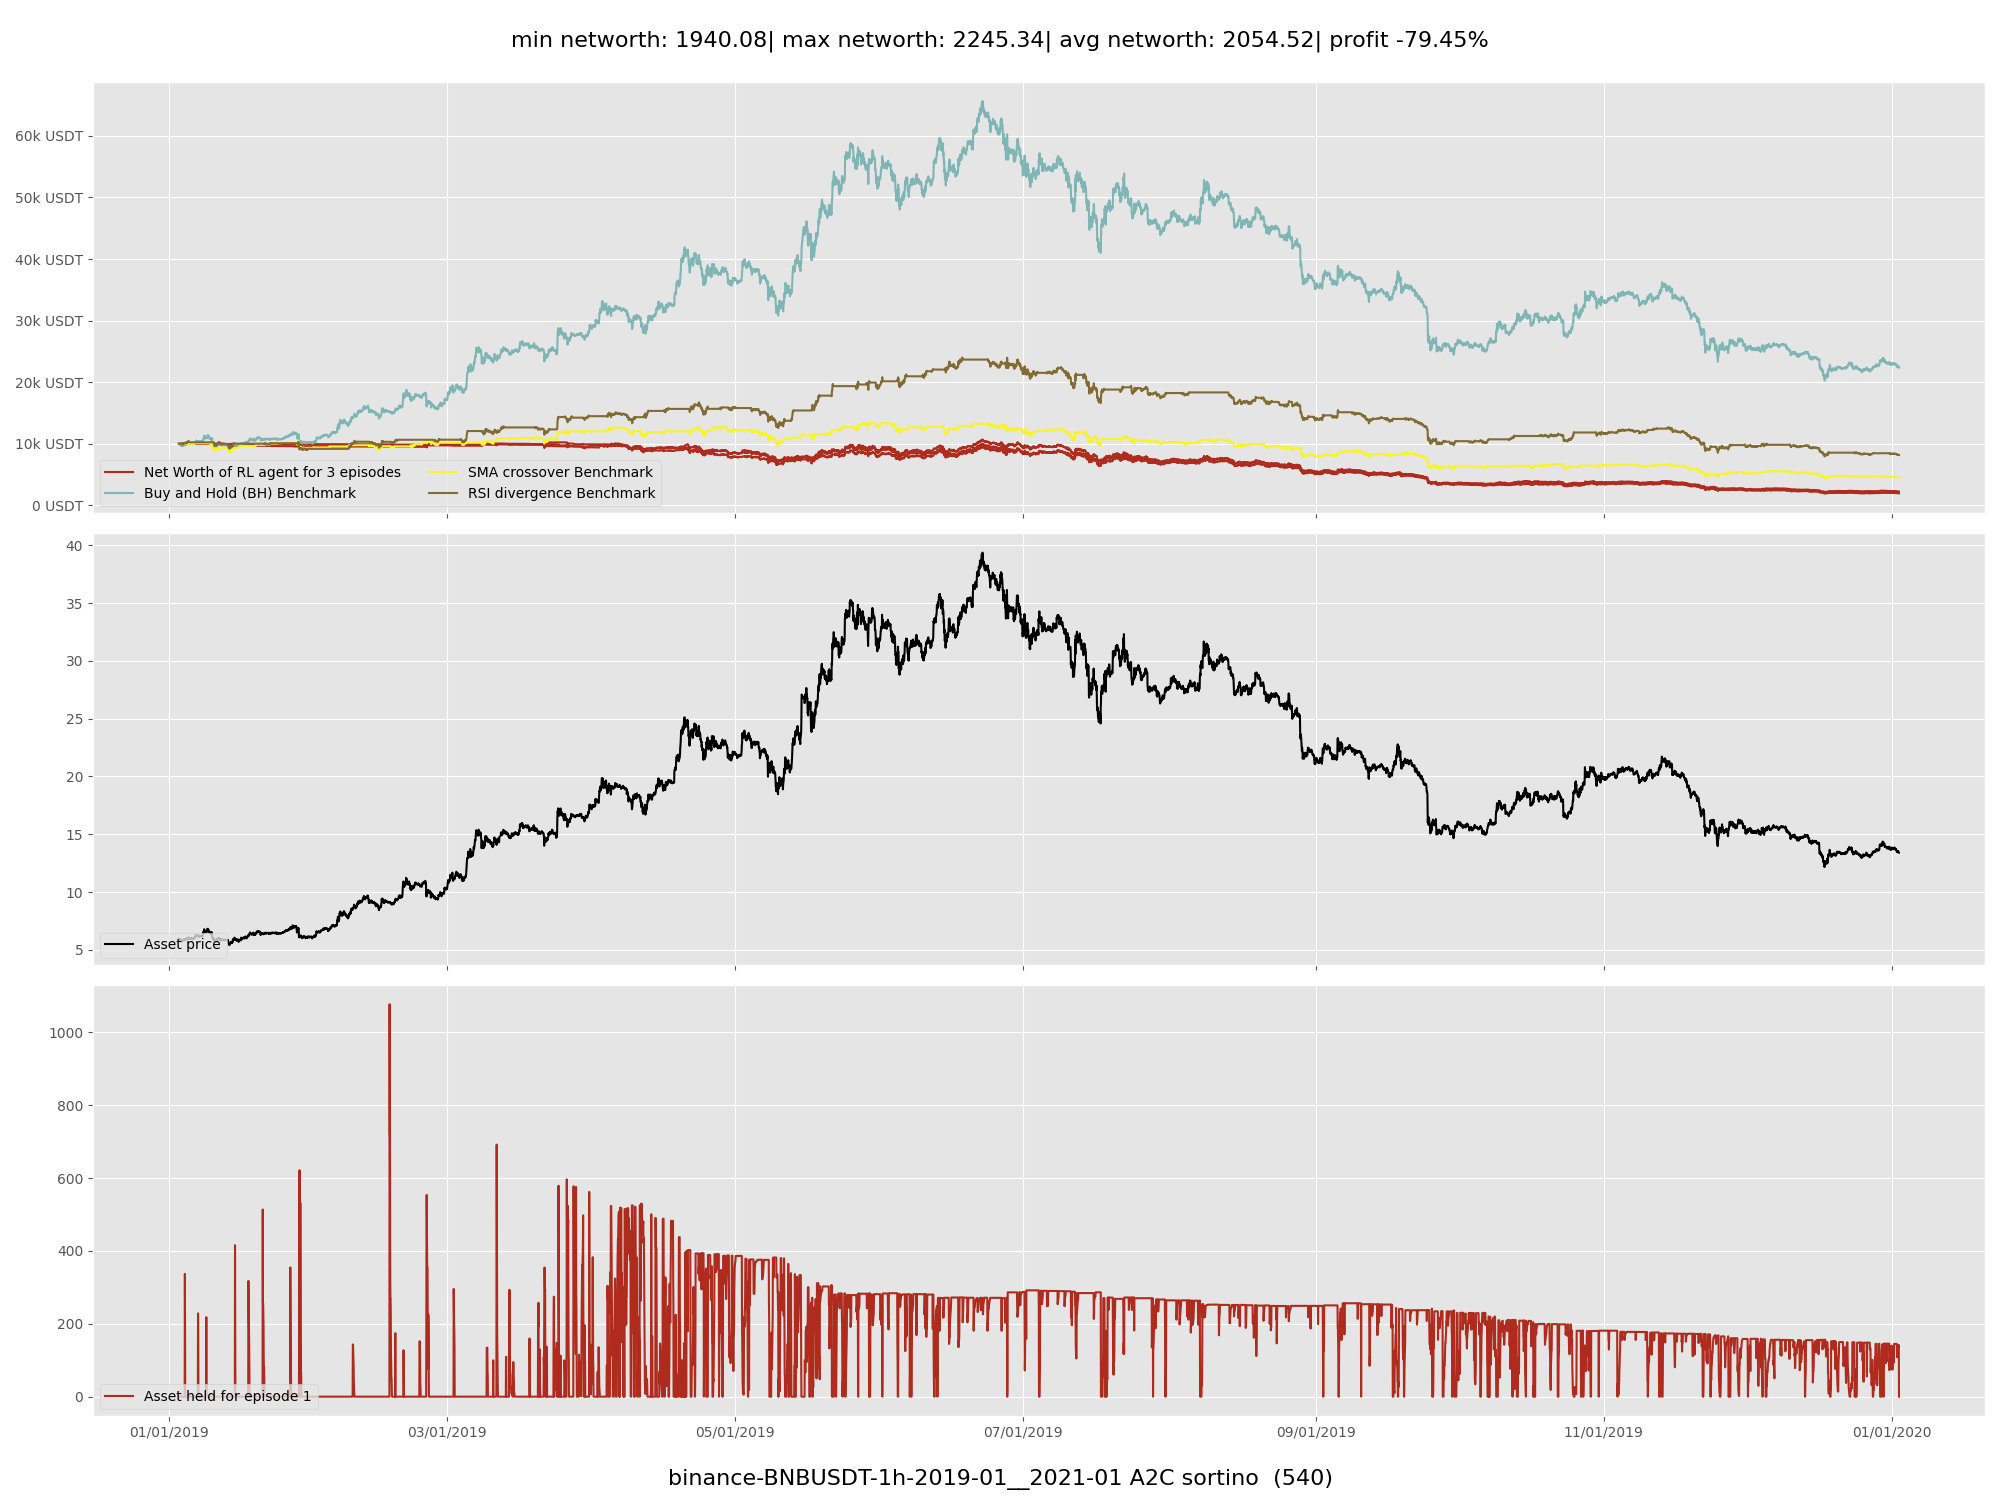 min networth: 1940.08| max networth: 2245.34| avg networth: 2054.52| profit -79.45%
60k USDT
50k USDT
40k USDT
30k USDT
20k USDT
10k USDT
0 USDT
Net Worth of RL agent for 3 episodes
Buy and Hold (BH) Benchmark
SMA crossover Benchmark
RSI divergence Benchmark
40
35
30
25
20
15
10
5
Asset price
1000
800
600
400
200
0
Asset held for episode 1
01/01/2019 03/01/2019 05/01/2019 07/01/2019 09/01/2019 11/01/2019 01/01/2020
binance-BNBUSDT-1h-2019-01__2021-01 A2C sortino (540)